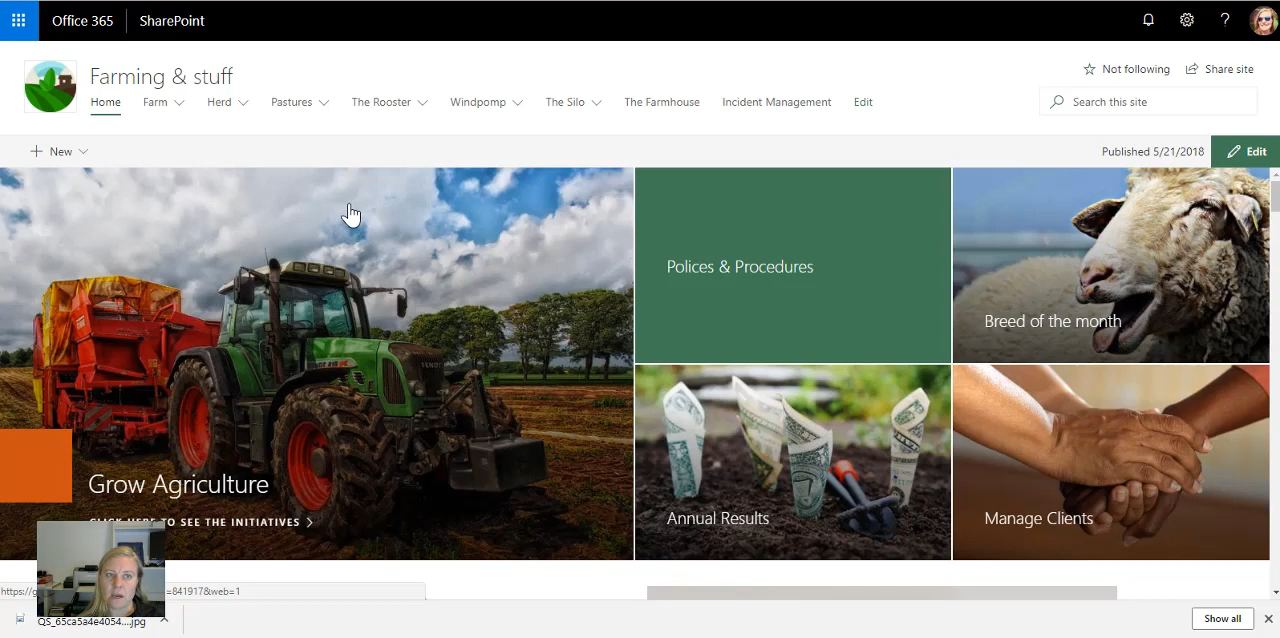 Office 365 SharePoint
Farming & stuff
Not following Share site
Home Farm Herd Pastures The Rooster Windpomp The Silo The Farmhouse Incident Management Edit
Search this site
New Published 5/21/2018 Edit
Polices & Procedures
Breed of the month
Grow Agriculture
CLICK HERE TO SEE THE INITIATIVES
Annual Results
Manage Clients
=841917&web=1
QS_65ca5a4e4054....jpg
Show all